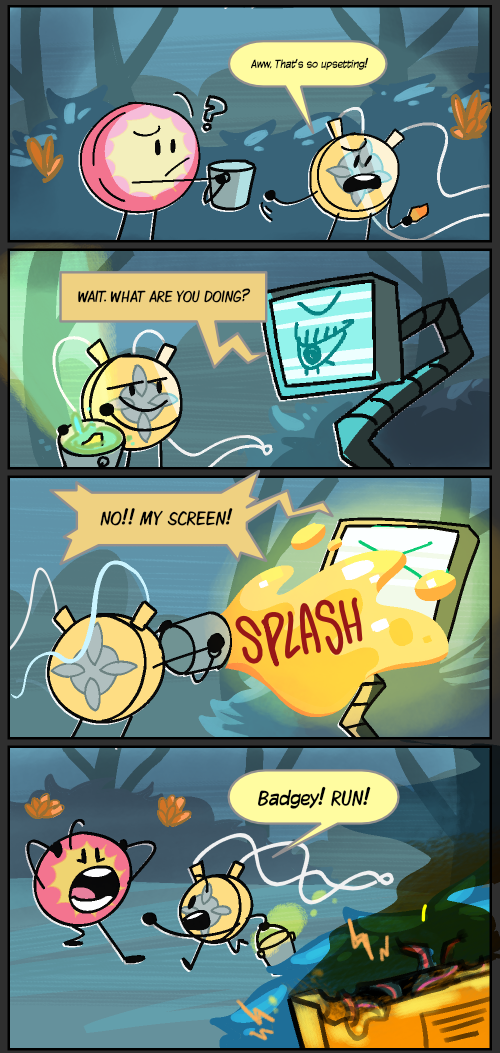 ?
Aww. That's so upsetting!
WAIT. WHAT ARE YOU DOING?
NO!! MY SCREEN!
SPLASH
Badgey! RUN!